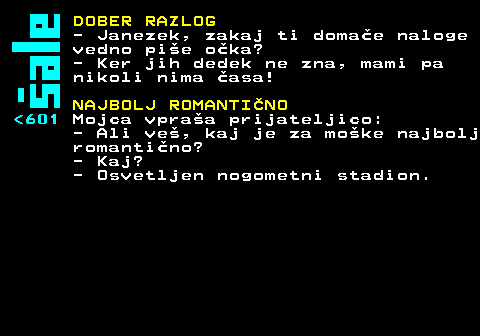 Šale
<601
DOBER RAZLOG
- Janezek, zakaj ti domače naloge
vedno piše očka?
- Ker jih dedek ne zna, mami pa
nikoli nima časa!
NAJBOLJ ROMANTIČNO
Mojca vpraša prijateljico:
- Ali veš, kaj je za moške najbolj
romantično?
- Kaj?
- Osvetljen nogometni stadion.